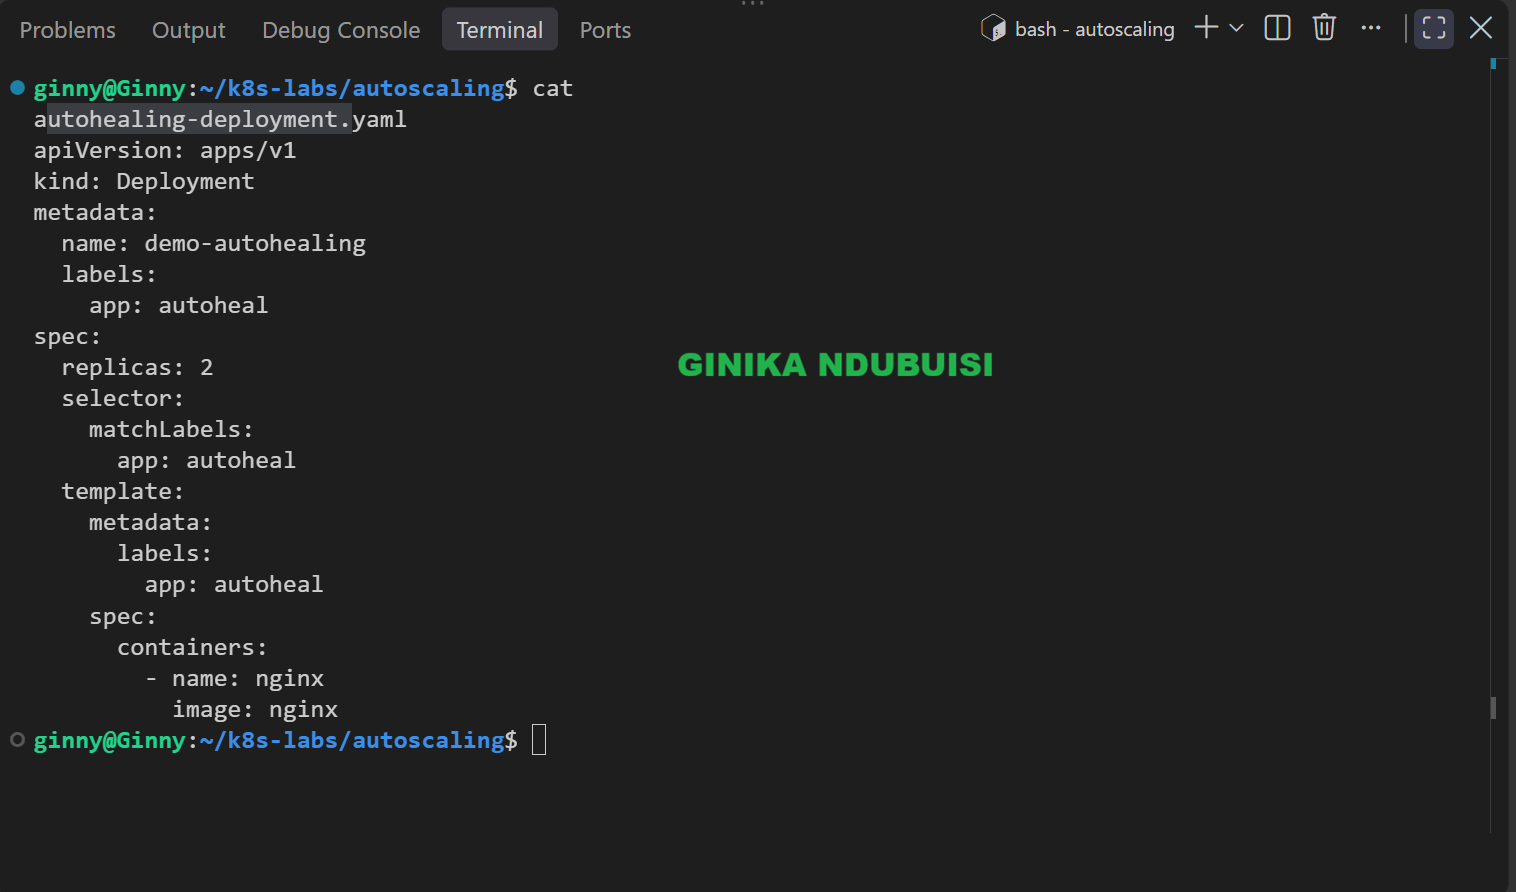 Problems Output Debug Console Terminal Ports bash - autoscaling
ginny@Ginny:~/k8s-labs/autoscaling$ cat
autohealing-deployment.yaml
apiVersion: apps/v1
kind: Deployment
metadata:
  name: demo-autohealing
  labels:
    app: autoheal
spec:
  replicas: 2
  selector:
    matchLabels:
      app: autoheal
  template:
    metadata:
      labels:
        app: autoheal
    spec:
      containers:
        - name: nginx
          image: nginx
ginny@Ginny:~/k8s-labs/autoscaling$
GINIKA NDUBUISI